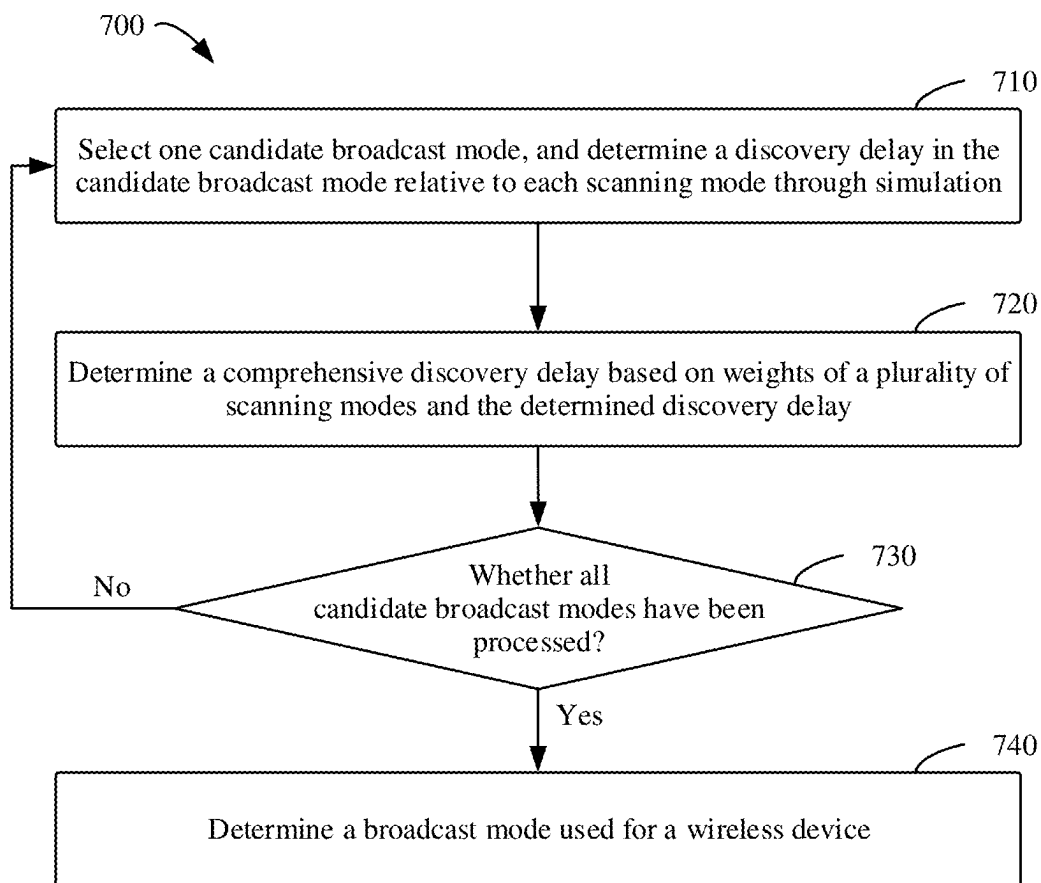 700
710
Select one candidate broadcast mode, and determine a discovery delay in the
candidate broadcast mode relative to each scanning mode through simulation
720
Determine a comprehensive discovery delay based on weights of a plurality of
scanning modes and the determined discovery delay
730
Whether all
candidate broadcast modes have been
processed?
No
Yes
740
Determine a broadcast mode used for a wireless device